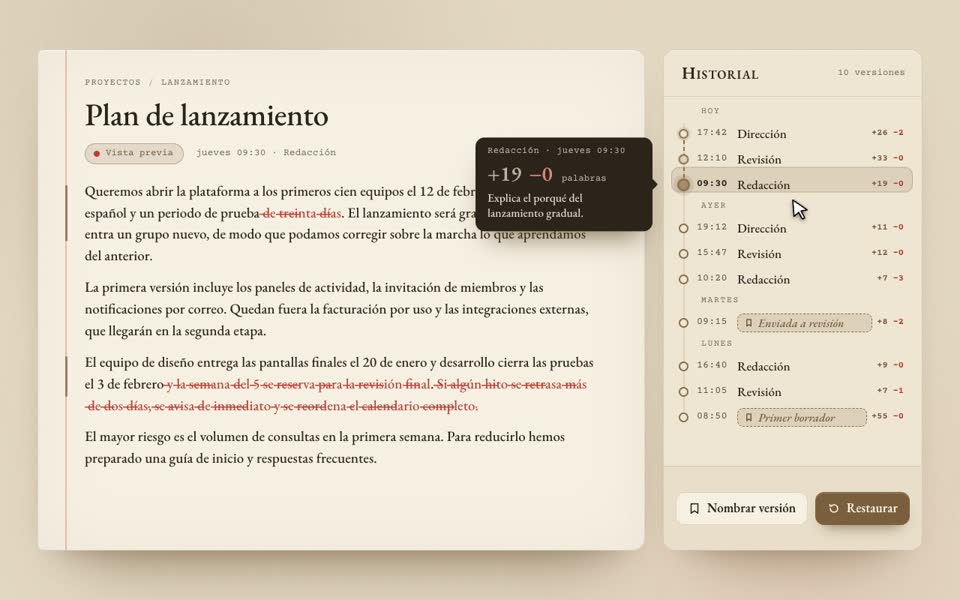 PROYECTOS / LANZAMIENTO
Plan de lanzamiento
Vista previa
jueves 09:30 · Redacción
Queremos abrir la plataforma a los primeros cien equipos el 12 de
español y un periodo de prueba de treinta días. El lanzamiento será
entra un grupo nuevo, de modo que podamos corregir sobre la marcha lo que aprendamos
del anterior.
La primera versión incluye los paneles de actividad, la invitación de miembros y las
notificaciones por correo. Quedan fuera la facturación por uso y las integraciones externas,
que llegarán en la segunda etapa.
El equipo de diseño entrega las pantallas finales el 20 de enero y desarrollo cierra las pruebas
el 3 de febrero y la semana del 5 se reserva para la revisión final. Si algún hito se retrasa más
de dos días, se avisa de inmediato y se reordena el calendario completo.
El mayor riesgo es el volumen de consultas en la primera semana. Para reducirlo hemos
preparado una guía de inicio y respuestas frecuentes.
Redacción · jueves 09:30
+19 −0 palabras
Explica el porqué del
lanzamiento gradual.
Historial
10 versiones
HOY
17:42 Dirección +26 −2
12:10 Revisión +33 −0
09:30 Redacción +19 −0
AYER
19:12 Dirección +11 −0
15:47 Revisión +12 −0
10:20 Redacción +7 −3
MARTES
09:15 Enviada a revisión +8 −2
LUNES
16:40 Redacción +9 −0
11:05 Revisión +7 −1
08:50 Primer borrador +55 −0
Nombrar versión
Restaurar